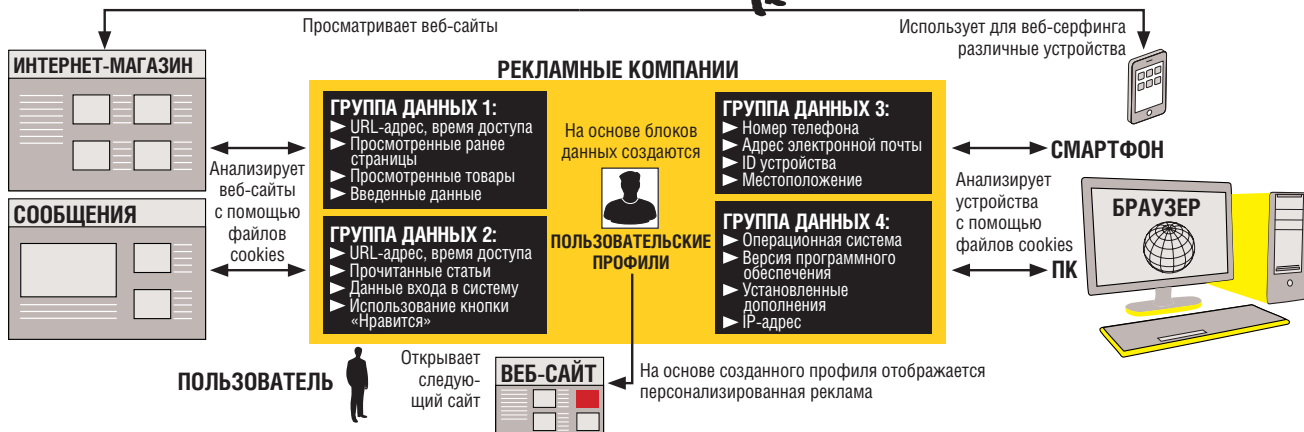 Просматривает веб-сайты
Использует для веб-серфинга
различные устройства
ИНТЕРНЕТ-МАГАЗИН
РЕКЛАМНЫЕ КОМПАНИИ
ГРУППА ДАННЫХ 1:
► URL-адрес, время доступа
► Просмотренные ранее
страницы
► Просмотренные товары
► Введенные данные
На основе блоков
данных создаются
ПОЛЬЗОВАТЕЛЬСКИЕ
ПРОФИЛИ
ГРУППА ДАННЫХ 3:
► Номер телефона
► Адрес электронной почты
► ID устройства
► Местоположение
СМАРТФОН
Анализирует
веб-сайты
с помощью
файлов
cookies
Анализирует
устройства
с помощью
файлов cookies
БРАУЗЕР
СООБЩЕНИЯ
ГРУППА ДАННЫХ 2:
► URL-адрес, время доступа
► Прочитанные статьи
► Данные входа в систему
► Использование кнопки
«Нравится»
ГРУППА ДАННЫХ 4:
► Операционная система
► Версия программного
обеспечения
► Установленные
дополнения
► IP-адрес
ПК
ПОЛЬЗОВАТЕЛЬ
Открывает
следую-
щий сайт
ВЕБ-САЙТ
На основе созданного профиля отображается
персонализированная реклама